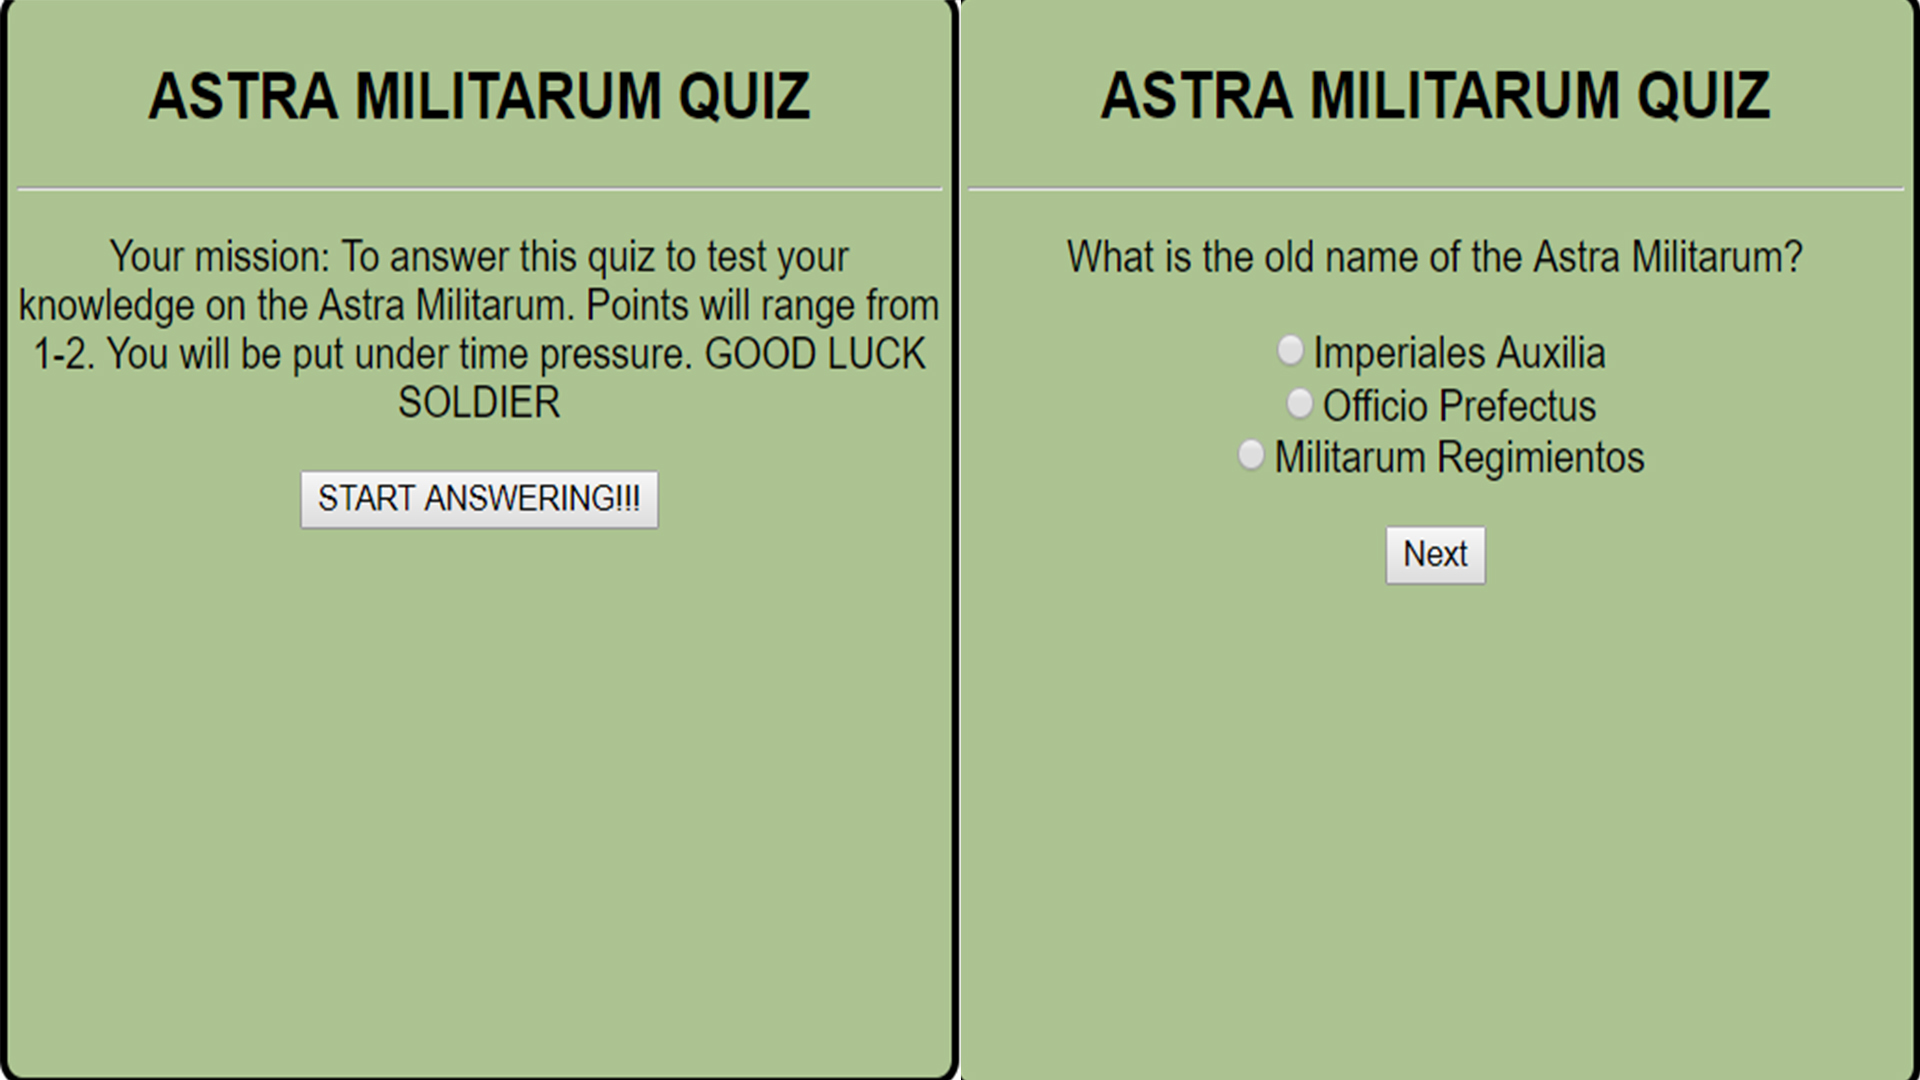 ASTRA MILITARUM QUIZ
Your mission: To answer this quiz to test your
knowledge on the Astra Militarum. Points will range from
1-2. You will be put under time pressure. GOOD LUCK
SOLDIER
START ANSWERING!!!
ASTRA MILITARUM QUIZ
What is the old name of the Astra Militarum?
Imperiales Auxilia
Officio Prefectus
Militarum Regimientos
Next